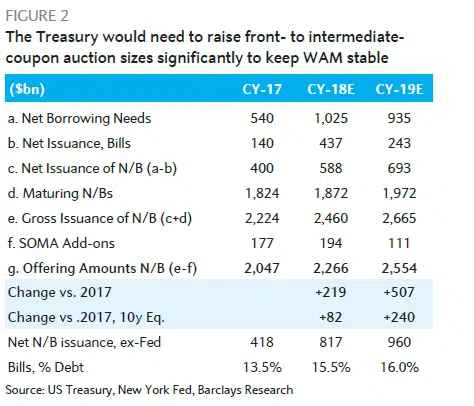 FIGURE 2
The Treasury would need to raise front- to intermediate-
coupon auction sizes significantly to keep WAM stable
($bn) CY-17 CY-18E CY-19E
a. Net Borrowing Needs 540 1,025 935
b. Net Issuance, Bills 140 437 243
c. Net Issuance of N/B (a-b) 400 588 693
d. Maturing N/Bs 1,824 1,872 1,972
e. Gross Issuance of N/B (c+d) 2,224 2,460 2,665
f. SOMA Add-ons 177 194 111
g. Offering Amounts N/B (e-f) 2,047 2,266 2,554
Change vs. 2017 +219 +507
Change vs .2017, 10y Eq. +82 +240
Net N/B issuance, ex-Fed 418 817 960
Bills, % Debt 13.5% 15.5% 16.0%
Source: US Treasury, New York Fed, Barclays Research